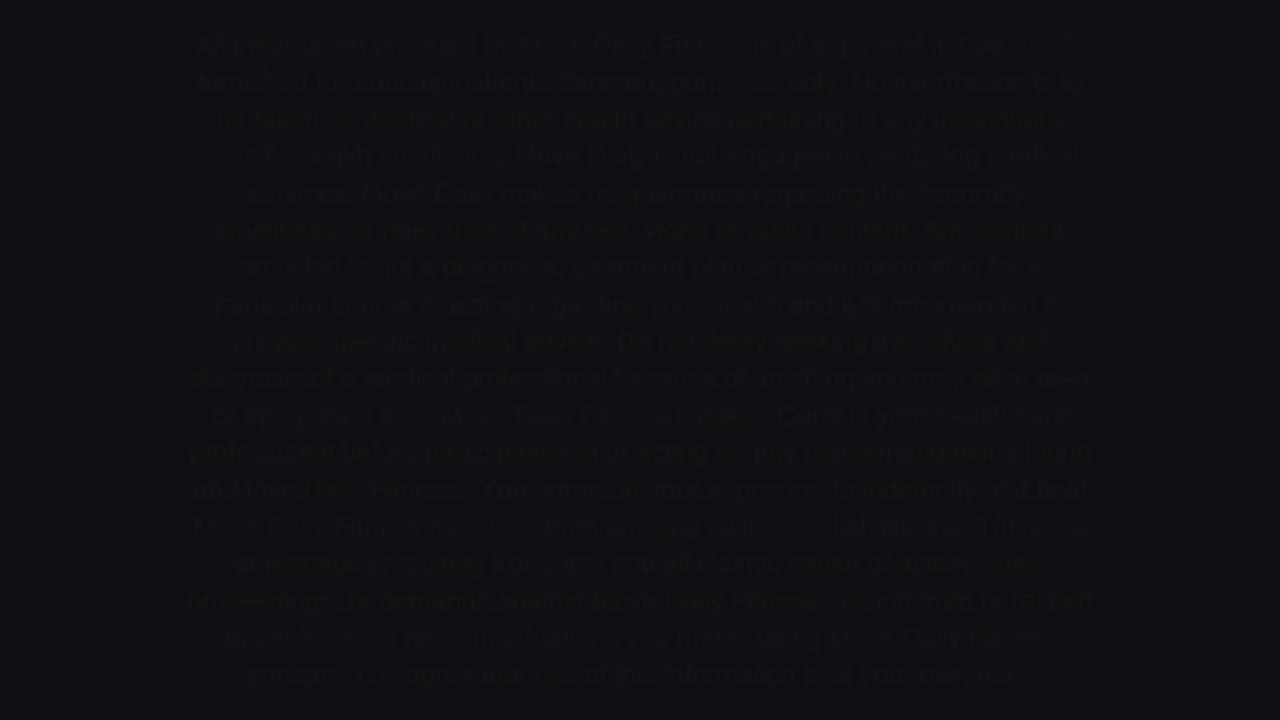 All information provided by Move Daily Fitness is of a general nature and is
furnished for educational/entertainment purposes only. No information is to
be taken as medical or other health advice pertaining to any individual's
specific health conditions. Move Daily is not engaged in rendering medical
services. Move Daily makes no guarantee regarding the accuracy,
timeliness, or relevance of any text, video or audio content. Any content
provided is not a diagnosis, treatment plan or recommendation for a
particular course of action regarding your health and it is not intended to
provide specific medical advice. Do not delay seeking the advice and
diagnosis of a medical professional because of anything you may have read
or interpreted from Move Daily Fitness content. Consult your health care
professional before participating in or acting on any recommendations found
on Move Daily Fitness. You agree, at your expense, to indemnify and hold
Move Daily Fitness harmless from any and all losses, liabilities and injuries
or damages resulting from, any and all claims, cause of action, suits,
proceedings, or demands against Move Daily Fitness arising from or related
to decisions or recommendations you make using Move Daily Fitness
content. You agree that use of this information is at your own risk.